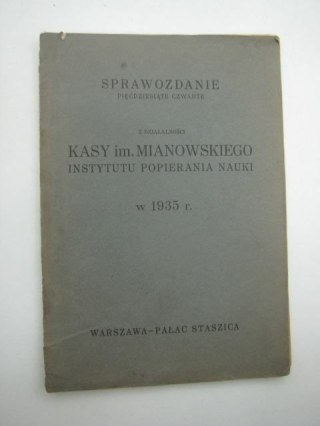 SPRAWOZDANIE
PIĘĆDZIESIĄTE CZWARTE
Z DZIAŁALNOŚCI
KASY im. MIANOWSKIEGO
INSTYTUTU POPIERANIA NAUKI
w 1935 r.
WARSZAWA–PAŁAC STASZICA